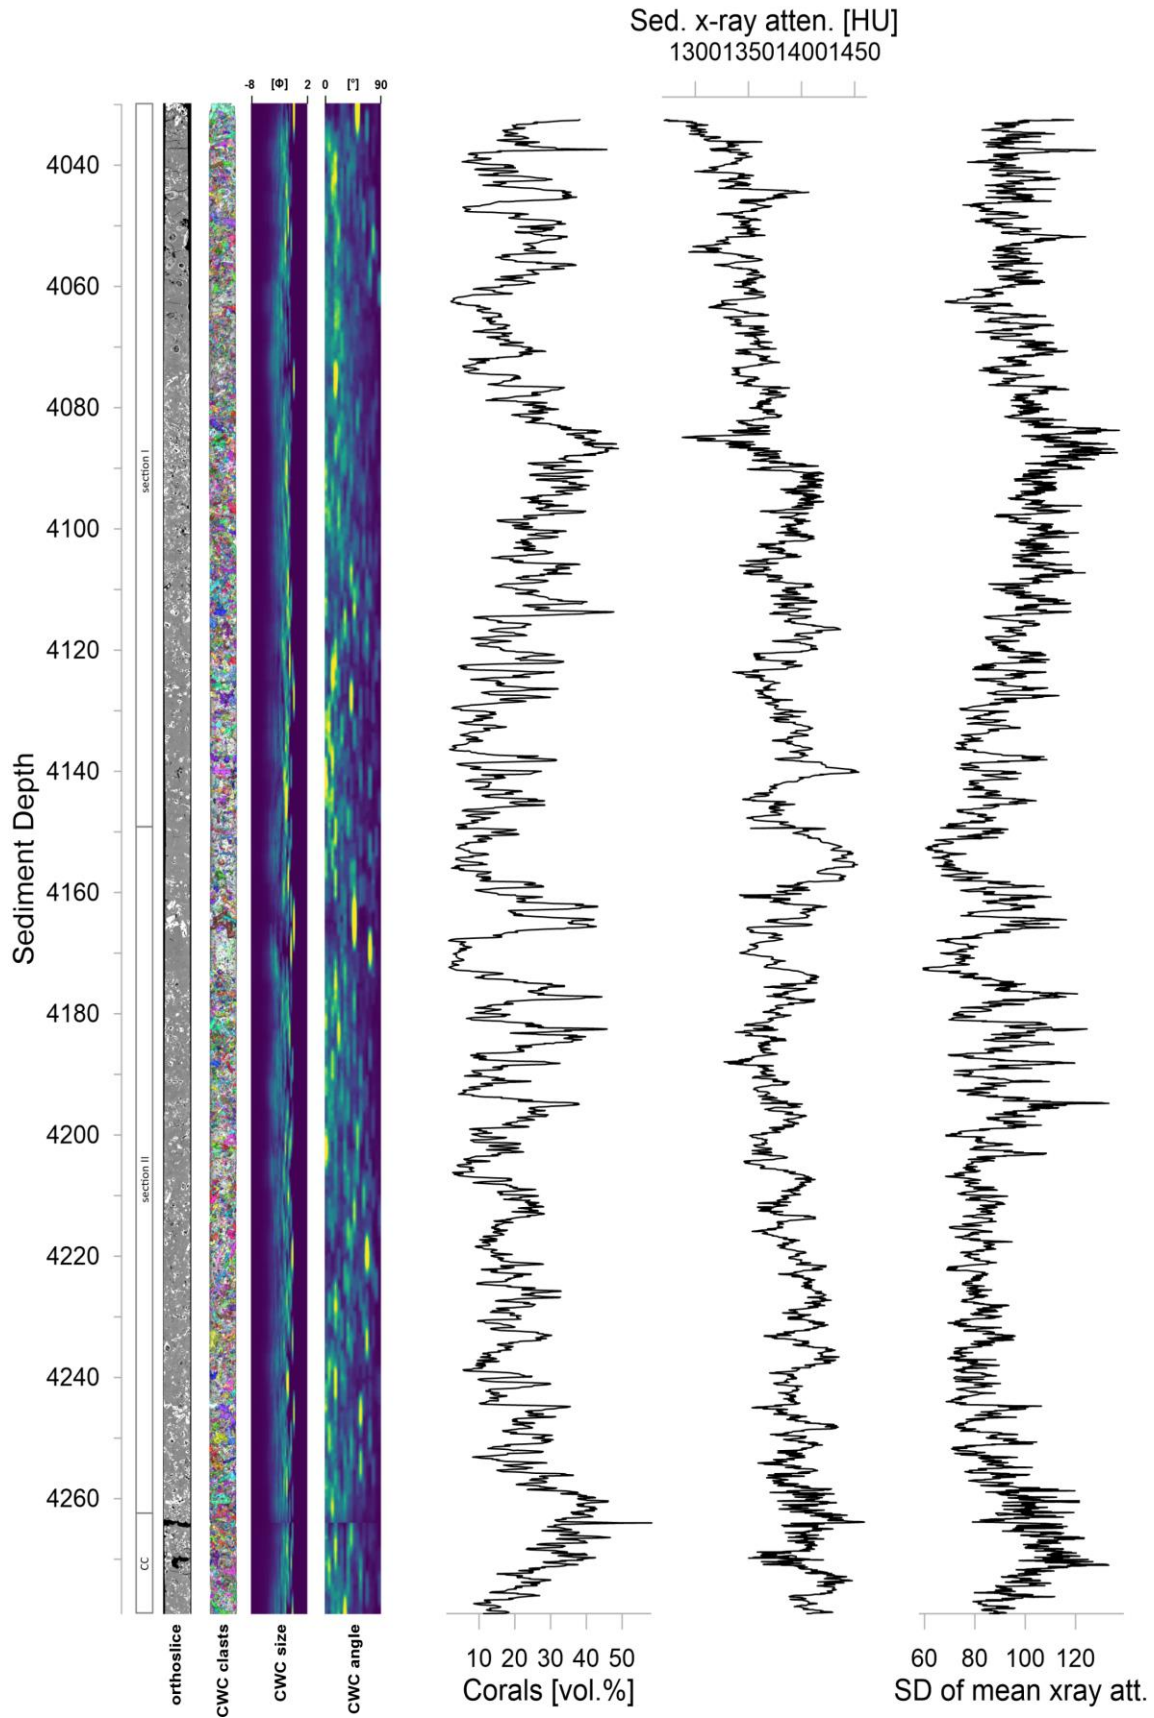 Sed. x-ray atten. [HU]
1300135014001450
-8 [Φ] 2 0 [°] 90
4040
4060
4080
section I
4100
4120
Sediment Depth
4140
4160
4180
section II
4200
4220
4240
4260
CC
orthoslice
CWC clasts
CWC size
CWC angle
10 20 30 40 50
Corals [vol.%]
60 80 100 120
SD of mean xray att.